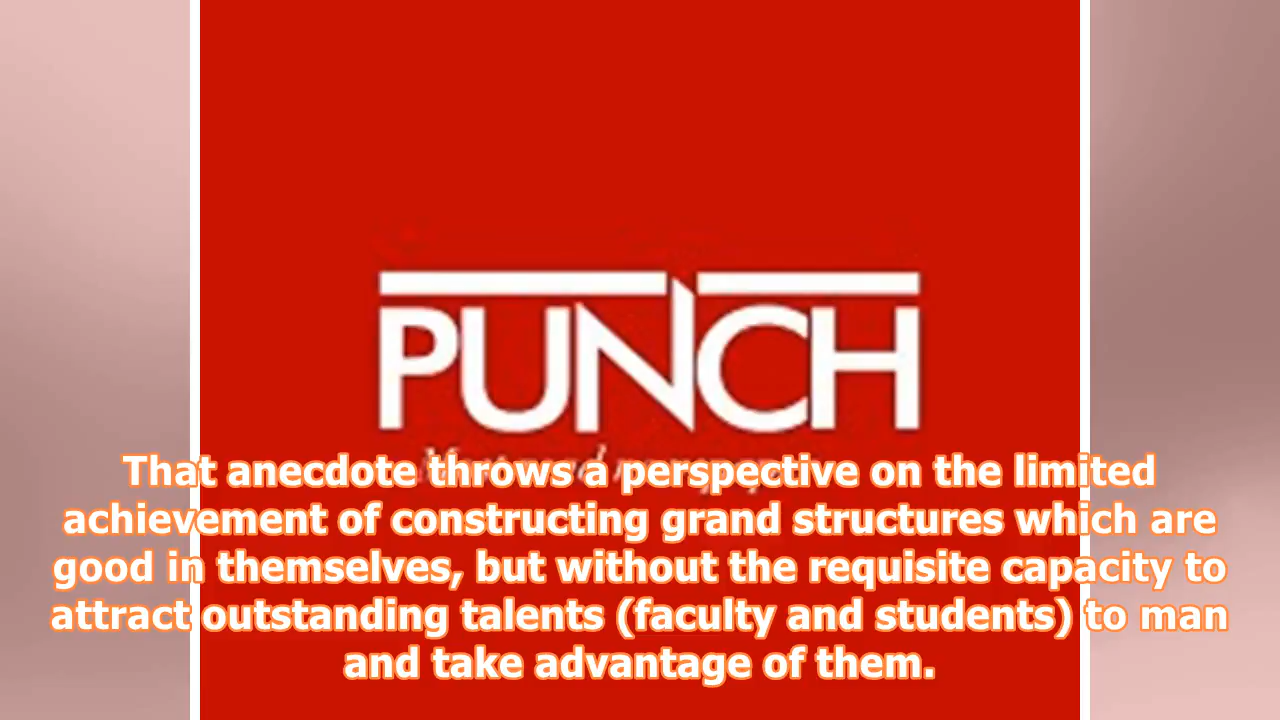 PUNCH
That anecdote throws a perspective on the limited
achievement of constructing grand structures which are
good in themselves, but without the requisite capacity to
attract outstanding talents (faculty and students) to man
and take advantage of them.